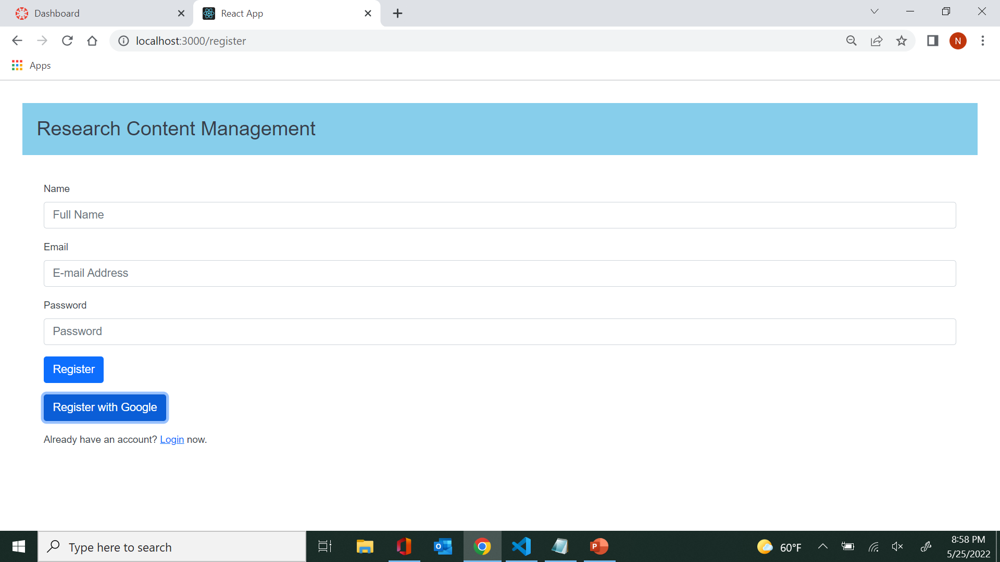 Dashboard
React App
localhost:3000/register
N
Apps
Research Content Management
Name
Full Name
Email
E-mail Address
Password
Password
Register
Register with Google
Already have an account? Login now.
Type here to search
O
P
60°F
8:58 PM
5/25/2022